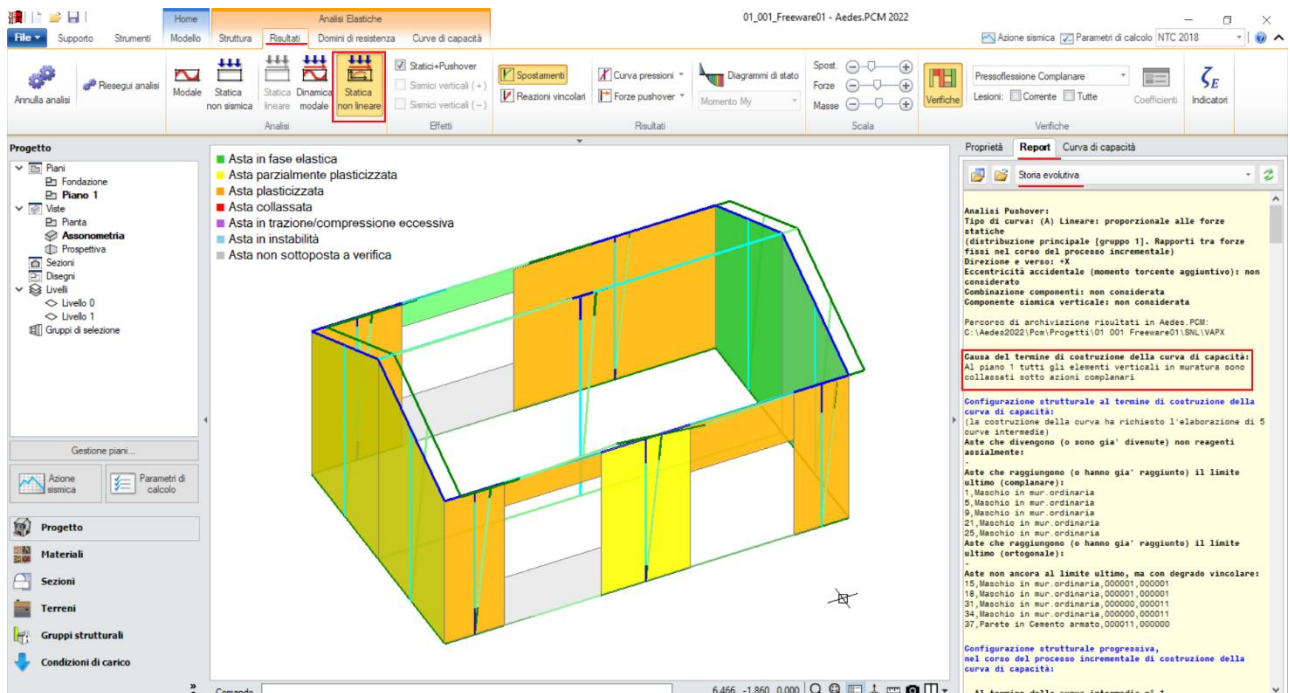 01_001_Freeware01 - Aedes.PCM 2022
Home
Analisi Elastiche
File
Supporto
Strumenti
Modello
Struttura
Risultati
Domini di resistenza
Curve di capacità
Azione sismica
Parametri di calcolo
NTC 2018
Annulla analisi
Riesegui analisi
Modale
Statica non sismica
Statica lineare
Dinamica modale
Statica non lineare
Analisi
Statici+Pushover
Sismici verticali (+)
Sismici verticali (−)
Effetti
Spostamenti
Reazioni vincolari
Curva pressioni
Forze pushover
Diagrammi di stato
Momento My
Risultati
Spost.
Forze
Masse
Scala
Verifiche
Pressoflessione Complanare
Lesioni:
Corrente
Tutte
Coefficienti
Verifiche
ζE
Indicatori
Progetto
Piani
Fondazione
Piano 1
Viste
Pianta
Assonometria
Prospettiva
Sezioni
Disegni
Livelli
Livello 0
Livello 1
Gruppi di selezione
Gestione piani...
Azione sismica
Parametri di calcolo
Progetto
Materiali
Sezioni
Terreni
Gruppi strutturali
Condizioni di carico
Asta in fase elastica
Asta parzialmente plasticizzata
Asta plasticizzata
Asta collassata
Asta in trazione/compressione eccessiva
Asta in instabilità
Asta non sottoposta a verifica
Comando
6.466 -1.860 0.000
Proprietà
Report
Curva di capacità
Storia evolutiva
Analisi Pushover:
Tipo di curva: (A) Lineare: proporzionale alle forze
statiche
(distribuzione principale [gruppo 1]. Rapporti tra forze
fissi nel corso del processo incrementale)
Direzione e verso: +X
Eccentricità accidentale (momento torcente aggiuntivo): non
considerato
Combinazione componenti: non considerata
Componente sismica verticale: non considerata
Percorso di archiviazione risultati in Aedes.PCM:
C:\Aedes2022\Pcm\Progetti\01 001 Freeware01\SNL\VAPX
Causa del termine di costruzione della curva di capacità:
Al piano 1 tutti gli elementi verticali in muratura sono
collassati sotto azioni complanari
Configurazione strutturale al termine di costruzione della
curva di capacità:
(la costruzione della curva ha richiesto l'elaborazione di 5
curve intermedie)
Aste che divengono (o sono gia' divenute) non reagenti
assialmente:
-
Aste che raggiungono (o hanno gia' raggiunto) il limite
ultimo (complanare):
1,Maschio in mur.ordinaria
5,Maschio in mur.ordinaria
9,Maschio in mur.ordinaria
21,Maschio in mur.ordinaria
25,Maschio in mur.ordinaria
Aste che raggiungono (o hanno gia' raggiunto) il limite
ultimo (ortogonale):
-
Aste non ancora al limite ultimo, ma con degrado vincolare:
15,Maschio in mur.ordinaria,000001,000001
18,Maschio in mur.ordinaria,000001,000001
31,Maschio in mur.ordinaria,000000,000011
34,Maschio in mur.ordinaria,000000,000011
37,Parete in Cemento armato,000011,000000
Configurazione strutturale progressiva,
nel corso del processo incrementale di costruzione della
curva di capacità: